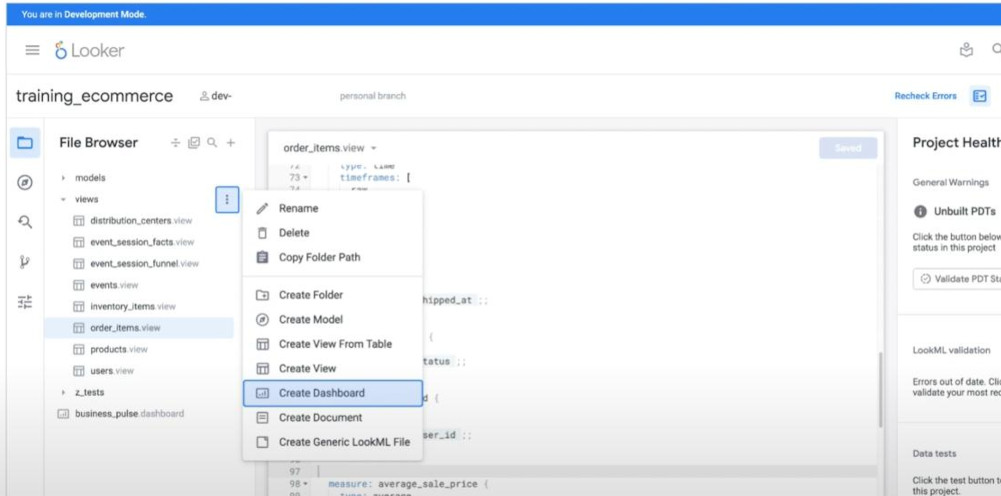 You are in Development Mode.
Looker
training_ecommerce
dev-
personal branch
Recheck Errors
File Browser
models
views
distribution_centers.view
event_session_facts.view
event_session_funnel.view
events.view
inventory_items.view
order_items.view
products.view
users.view
z_tests
business_pulse.dashboard
Rename
Delete
Copy Folder Path
Create Folder
Create Model
Create View From Table
Create View
Create Dashboard
Create Document
Create Generic LookML File
order_items.view
Saved
72 type: time
73 timeframes: [
74
hipped_at ;;
{
tatus ;;
d {
ser_id ;;
97
98 measure: average_sale_price {
99 type: average
Project Health
General Warnings
Unbuilt PDTs
Click the button below
status in this project
Validate PDT Sta
LookML validation
Errors out of date. Clic
validate your most rec
Data tests
Click the test button t
this project.